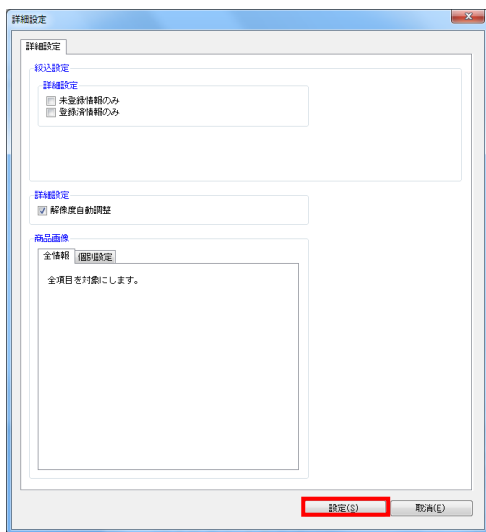 詳細設定
詳細設定
絞込設定
詳細設定
未登録情報のみ
登録済情報のみ
詳細設定
解像度自動調整
商品画像
全情報 個別設定
全項目を対象にします。
設定(S) 取消(E)